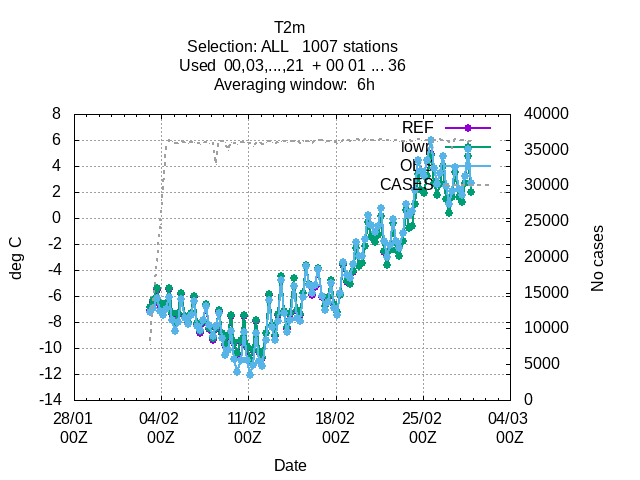 T2m
Selection: ALL   1007 stations
Used  00,03,...,21  + 00 01 ... 36
Averaging window:  6h
8
6
4
2
0
-2
-4
-6
-8
-10
-12
-14
deg C
40000
35000
30000
25000
20000
15000
10000
5000
0
No cases
REF
CASES
28/01 04/02 11/02 18/02 25/02 04/03
00Z 00Z 00Z 00Z 00Z 00Z
Date